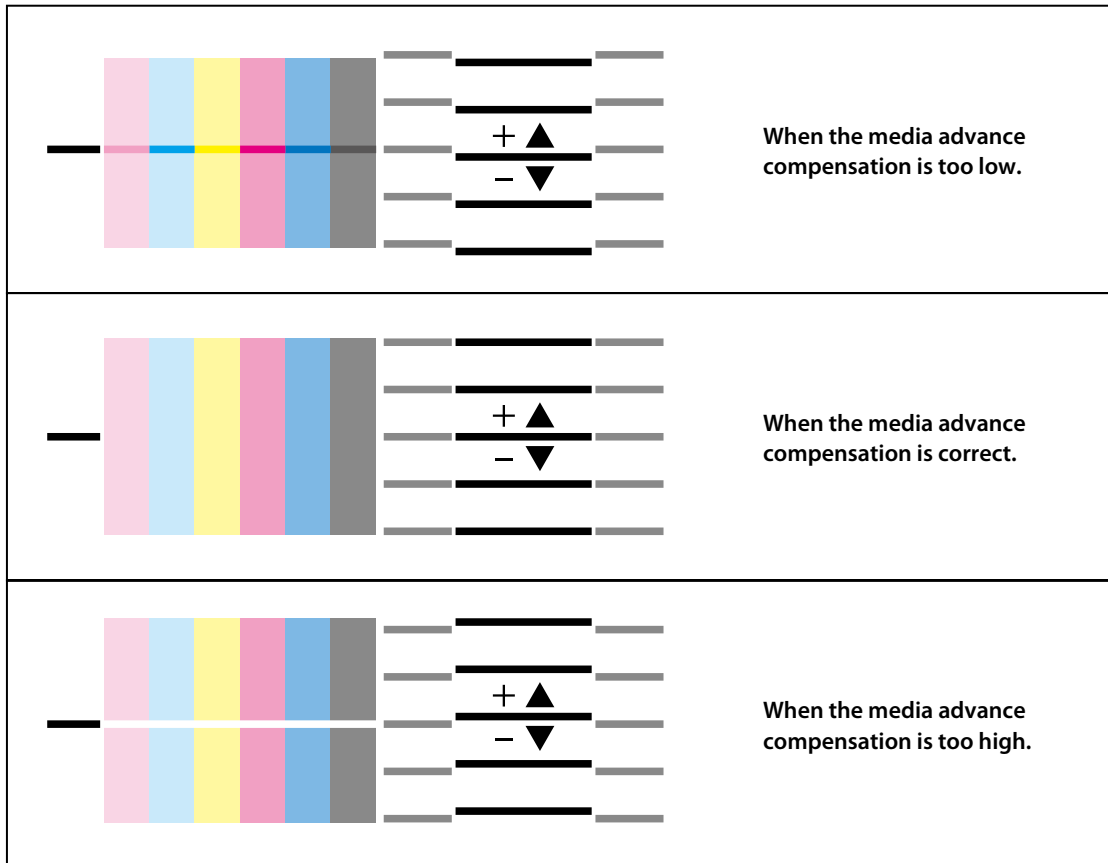 + ▲
− ▼
When the media advance
compensation is too low.
+ ▲
− ▼
When the media advance
compensation is correct.
+ ▲
− ▼
When the media advance
compensation is too high.